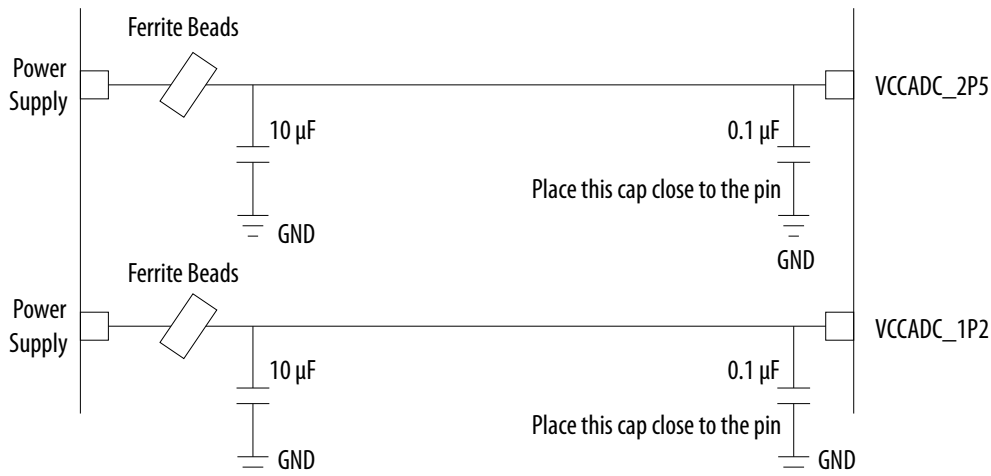 Ferrite Beads
Power
Supply
VCCADC_2P5
10 µF
0.1 µF
Place this cap close to the pin
GND
GND
Ferrite Beads
Power
Supply
VCCADC_1P2
10 µF
0.1 µF
Place this cap close to the pin
GND
GND